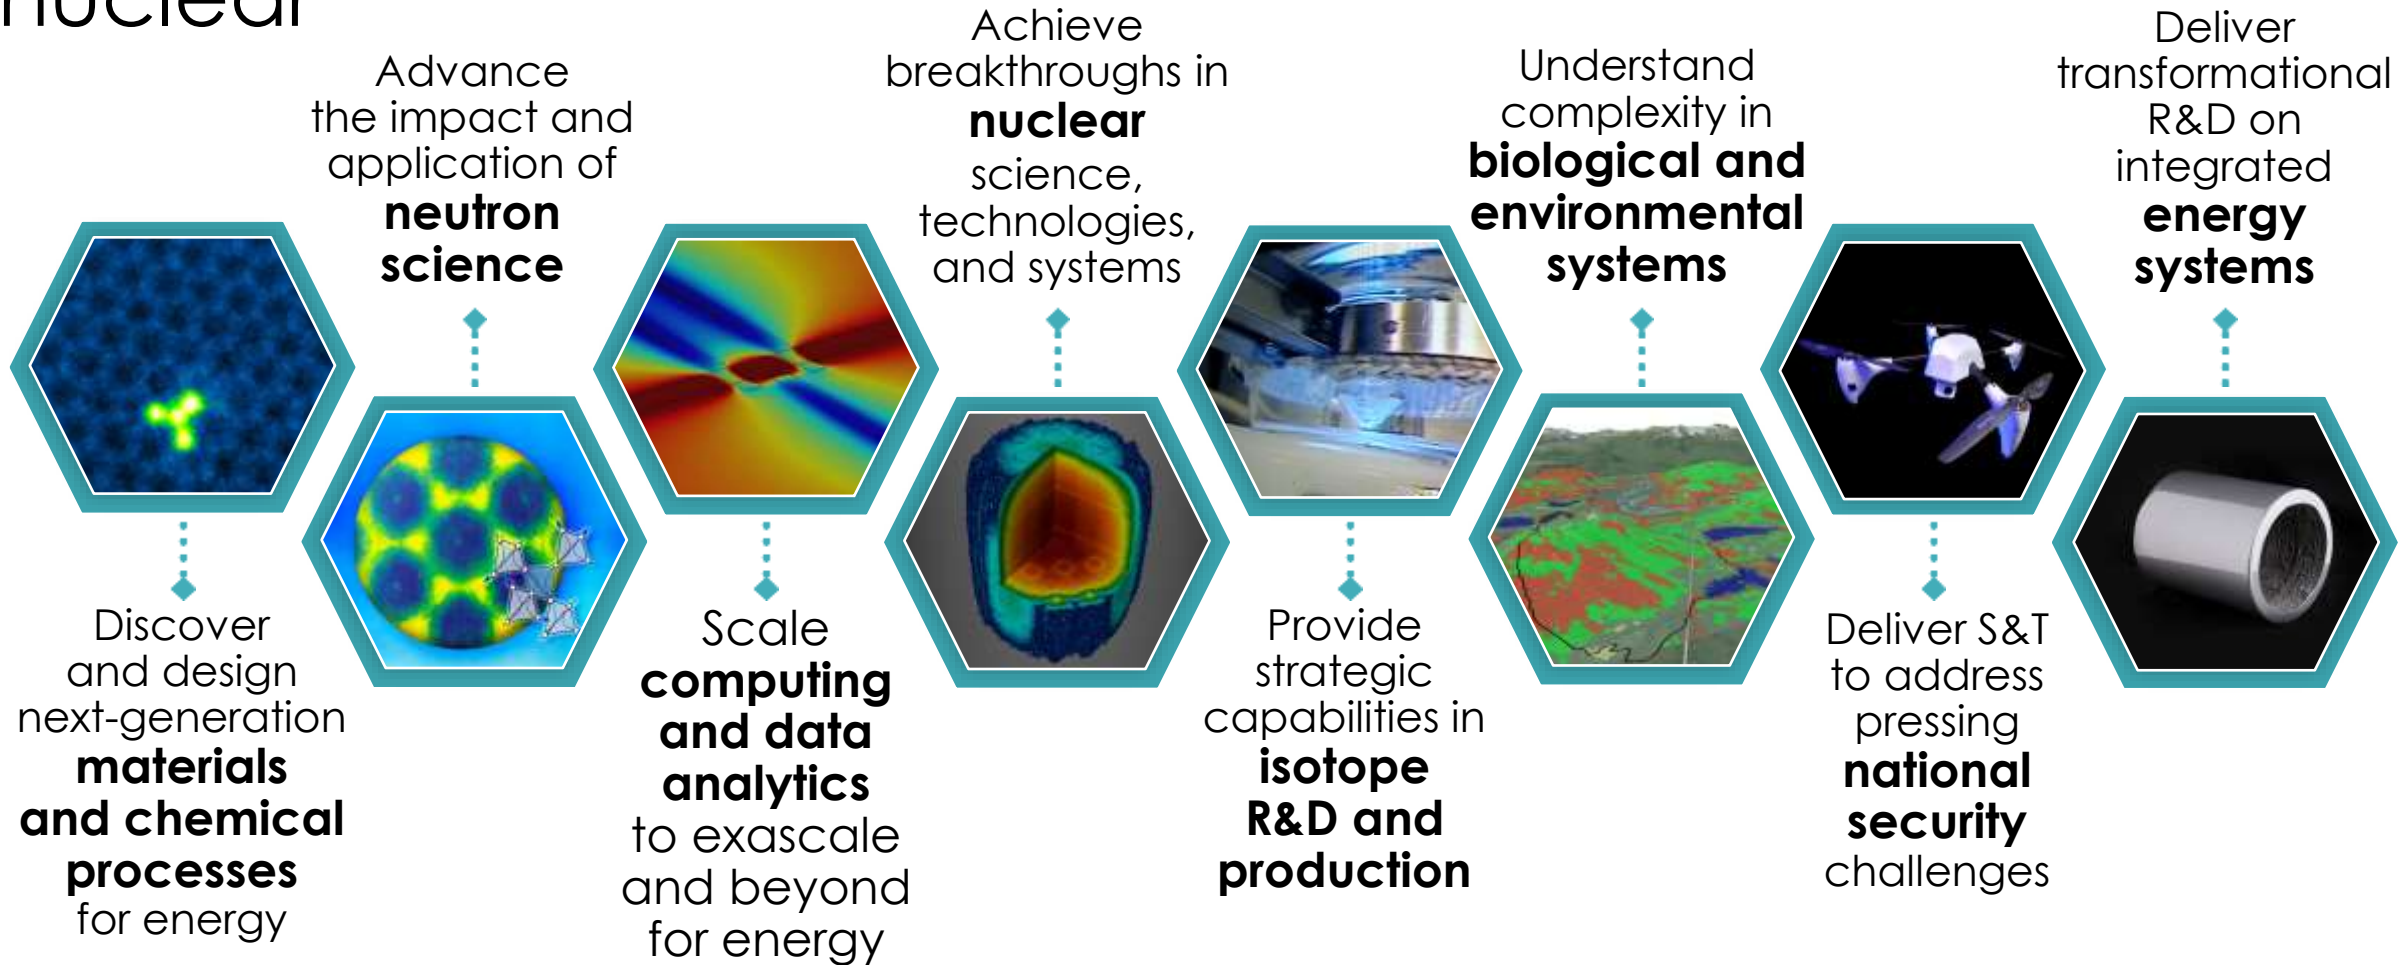 nuclear
Discover
and design
next-generation
materials
and chemical
processes
for energy
Advance
the impact and
application of
neutron
science
Scale
computing
and data
analytics
to exascale
and beyond
for energy
Achieve
breakthroughs in
nuclear
science,
technologies,
and systems
Provide
strategic
capabilities in
isotope
R&D and
production
Understand
complexity in
biological and
environmental
systems
Deliver S&T
to address
pressing
national
security
challenges
Deliver
transformational
R&D on
integrated
energy
systems